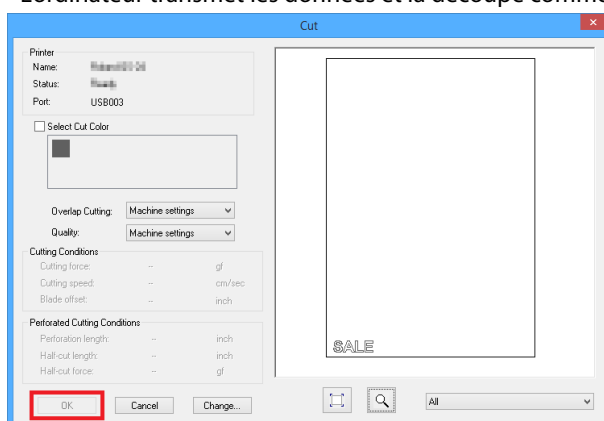 Lordinateur transmet les données et la découpe comme
Cut
Printer
Name:
Status:
Port: USB003
Select Cut Color
Overlap Cutting: Machine settings
Quality: Machine settings
Cutting Conditions
Cutting force: -- gf
Cutting speed: -- cm/sec
Blade offset: -- inch
Perforated Cutting Conditions
Perforation length: -- inch
Half-cut length: -- inch
Half-cut force: -- gf
OK Cancel Change...
SALE
All